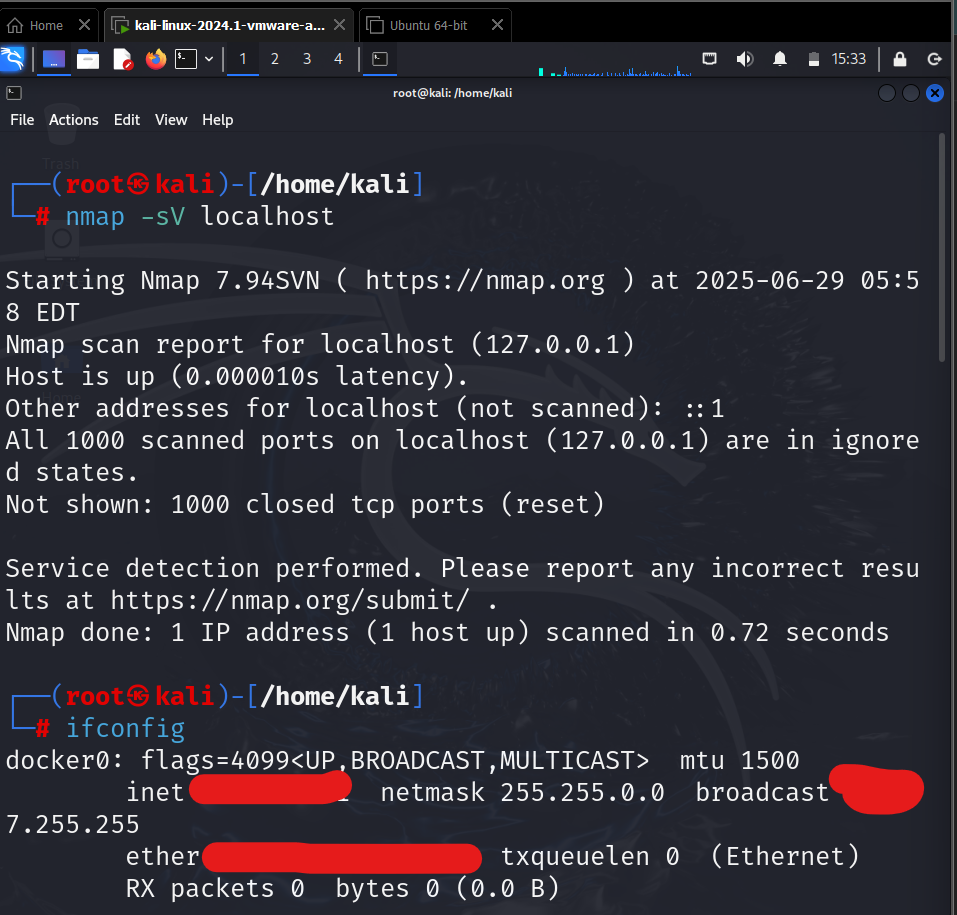 Home
kali-linux-2024.1-vmware-a...
Ubuntu 64-bit
1 2 3 4
15:33
root@kali: /home/kali
File Actions Edit View Help
Trash
┌──(root㉿kali)-[/home/kali]
└─# nmap -sV localhost
Starting Nmap 7.94SVN ( https://nmap.org ) at 2025-06-29 05:5
8 EDT
Nmap scan report for localhost (127.0.0.1)
Host is up (0.000010s latency).
Other addresses for localhost (not scanned): ::1
All 1000 scanned ports on localhost (127.0.0.1) are in ignore
d states.
Not shown: 1000 closed tcp ports (reset)
Service detection performed. Please report any incorrect resu
lts at https://nmap.org/submit/ .
Nmap done: 1 IP address (1 host up) scanned in 0.72 seconds
┌──(root㉿kali)-[/home/kali]
└─# ifconfig
docker0: flags=4099<UP,BROADCAST,MULTICAST>  mtu 1500
inet netmask 255.255.0.0  broadcast
7.255.255
ether txqueuelen 0  (Ethernet)
RX packets 0  bytes 0 (0.0 B)